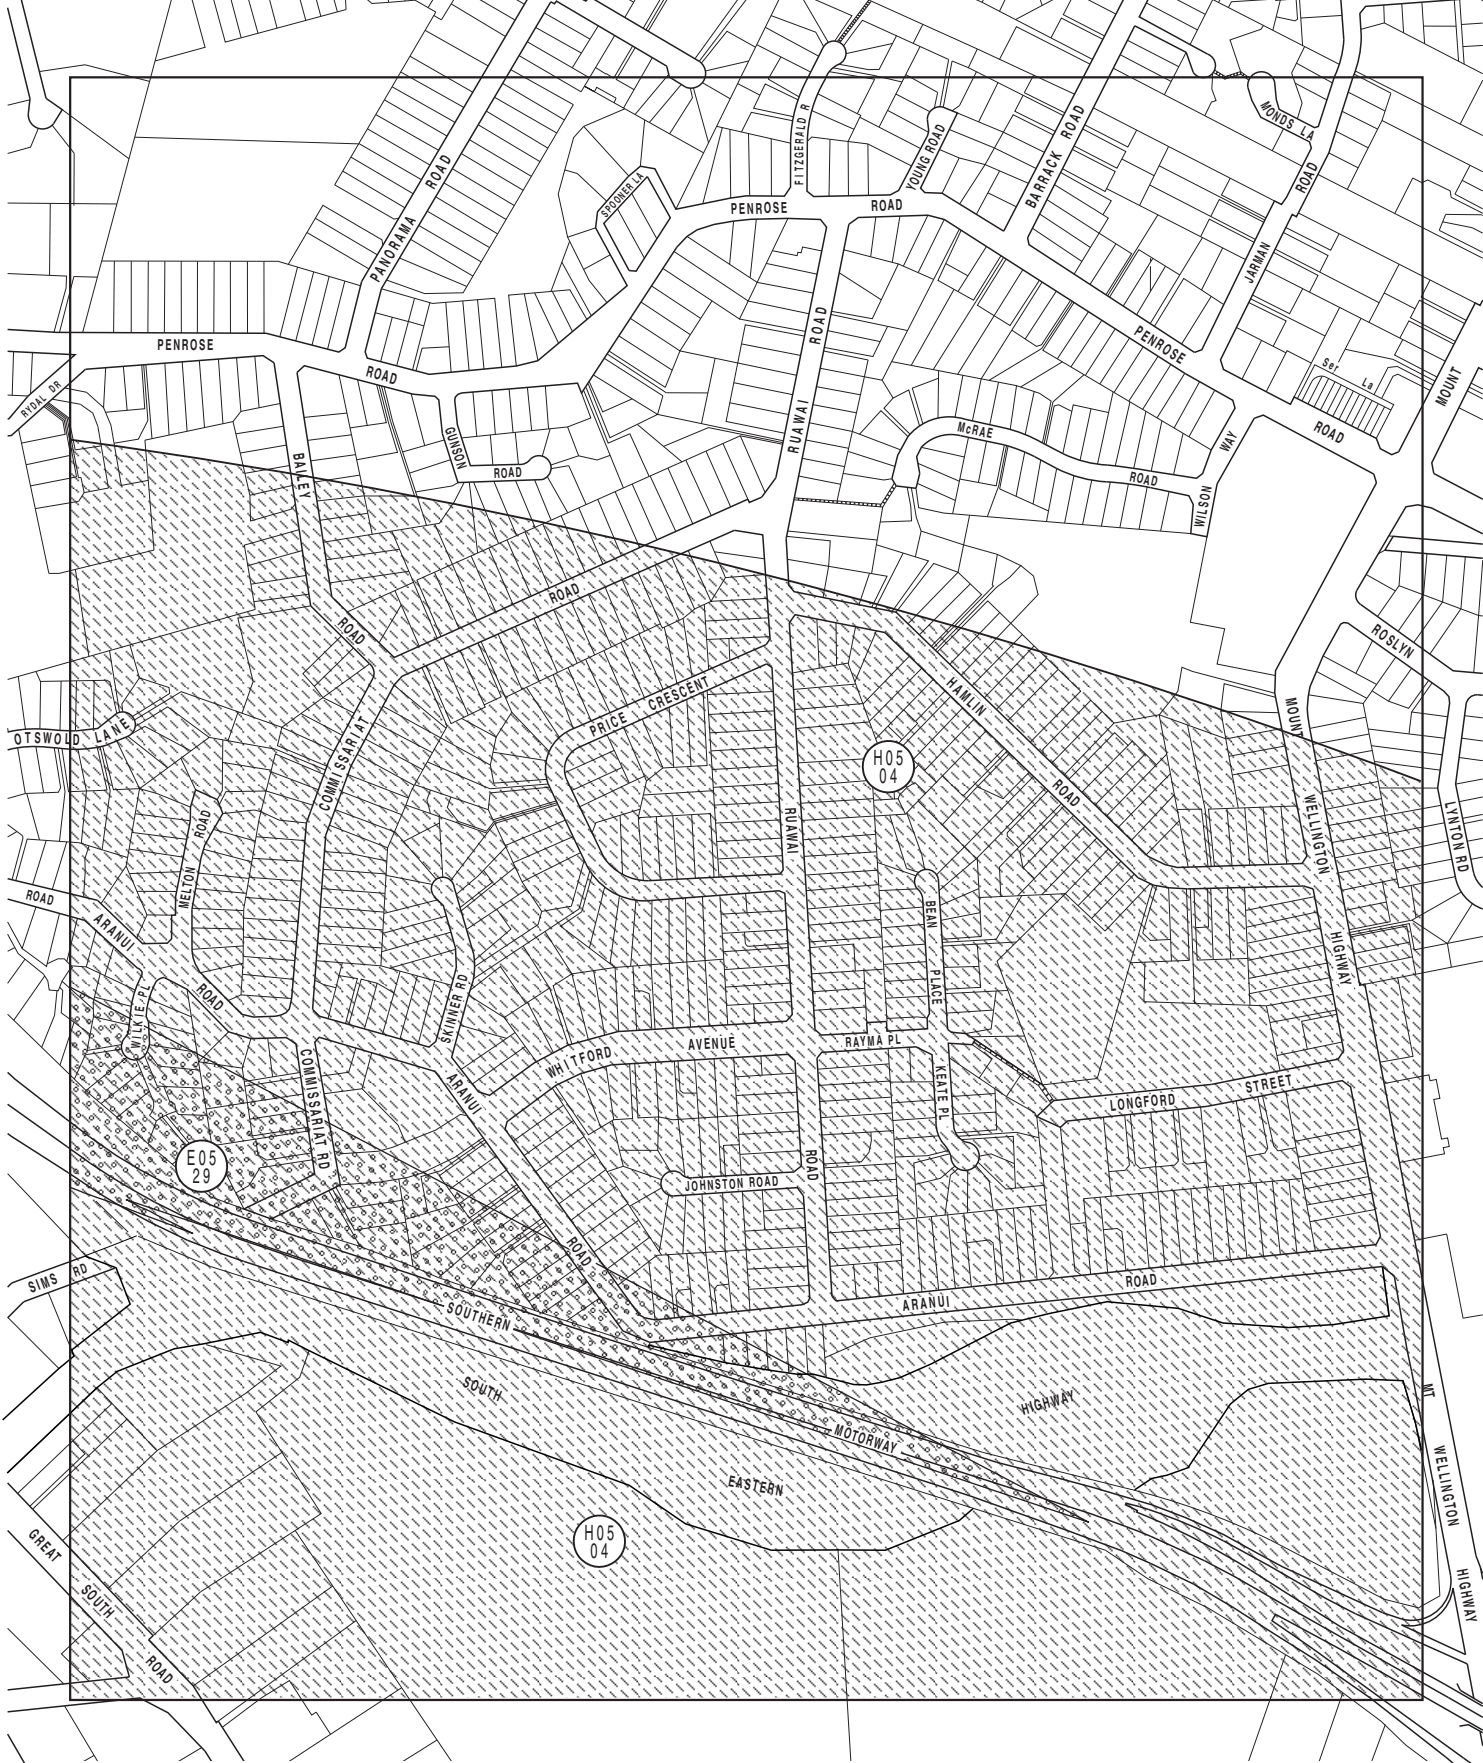 MONDS LA
FITZGERALD R
YOUNG ROAD
BARRACK ROAD
PANORAMA ROAD
SPOONER LA
PENROSE ROAD
JARMAN ROAD
PENROSE
ROAD
RUAWAI ROAD
PENROSE
ROAD
Ser La
MOUNT
RYDAL DR
GUNSON
ROAD
McRAE
ROAD
WILSON WAY
BAILEY
ROAD
ROAD
ROSLYN
PRICE CRESCENT
HAMLIN
ROAD
MOUNT
WELLINGTON
HIGHWAY
OTSWOLD LANE
COMMISSARIAT
H05
04
RUAWAI
LYNTON RD
MELTON ROAD
ROAD
ARANUI
ROAD
BEAN
PLACE
SKINNER RD
WILKIE PL
WHITFORD
AVENUE
RAYMA PL
KEATE PL
COMMISSARIAT RD
ARANUI
ROAD
LONGFORD
STREET
E05
29
ROAD
JOHNSTON ROAD
SIMS RD
SOUTHERN
ARANUI
ROAD
SOUTH
HIGHWAY
MT
MOTORWAY
EASTERN
WELLINGTON
HIGHWAY
H05
04
GREAT
SOUTH
ROAD